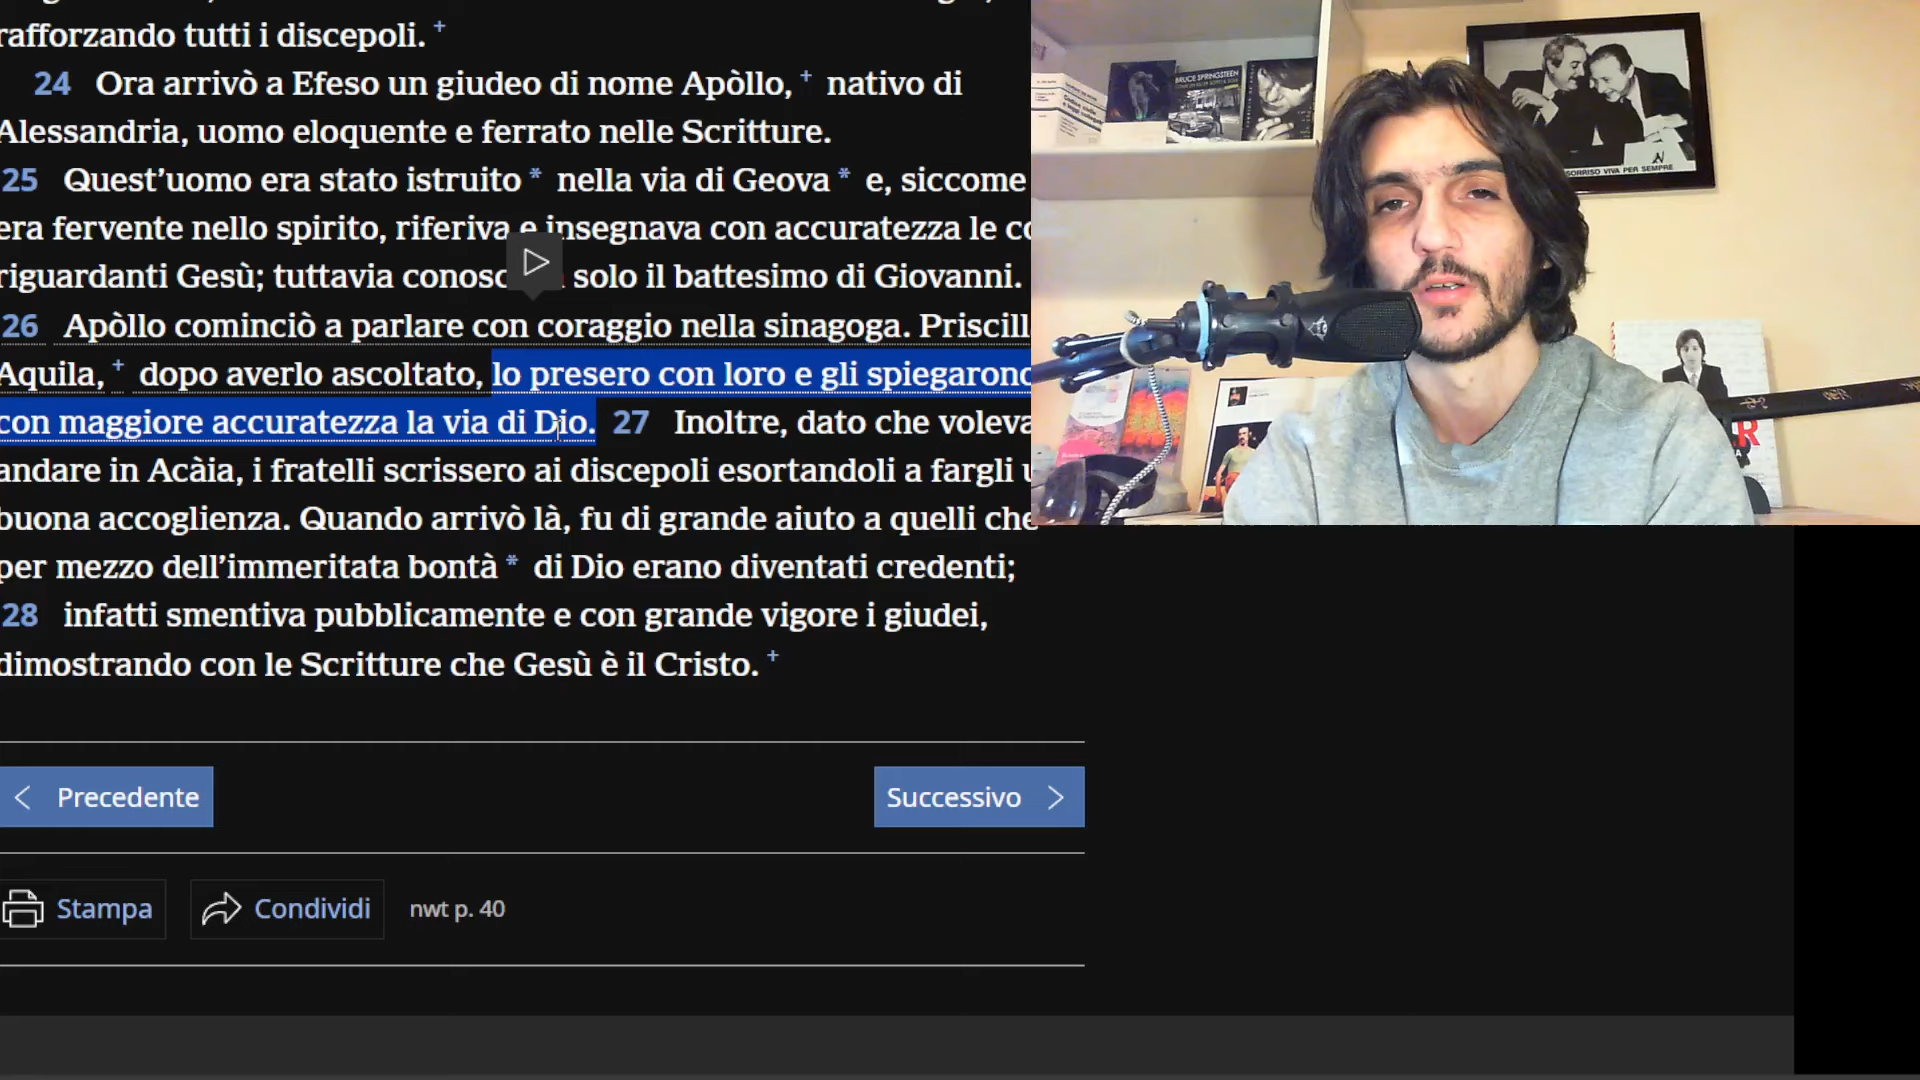 rafforzando tutti i discepoli. +
24 Ora arrivò a Efeso un giudeo di nome Apòllo, + nativo di
Alessandria, uomo eloquente e ferrato nelle Scritture.
25 Quest’uomo era stato istruito * nella via di Geova * e, siccome
era fervente nello spirito, riferiva e insegnava con accuratezza le
riguardanti Gesù; tuttavia solo il battesimo di Giovanni.
26 Apòllo cominciò a parlare con coraggio nella sinagoga.
Aquila, + dopo averlo ascoltato, lo presero con loro e gli spiegarono
con maggiore accuratezza la via di Dio. 27 Inoltre, dato che
andare in Acàia, i fratelli scrissero ai discepoli esortandoli a fargli
buona accoglienza. Quando arrivò là, fu di grande aiuto a quelli che
per mezzo dell’immeritata bontà * di Dio erano diventati credenti;
28 infatti smentiva pubblicamente e con grande vigore i giudei,
dimostrando con le Scritture che Gesù è il Cristo. +
Precedente
Successivo
Stampa
Condividi
nwt p. 40
BRUCE SPRINGSTEEN
SORRISO VIVA PER SEMPRE